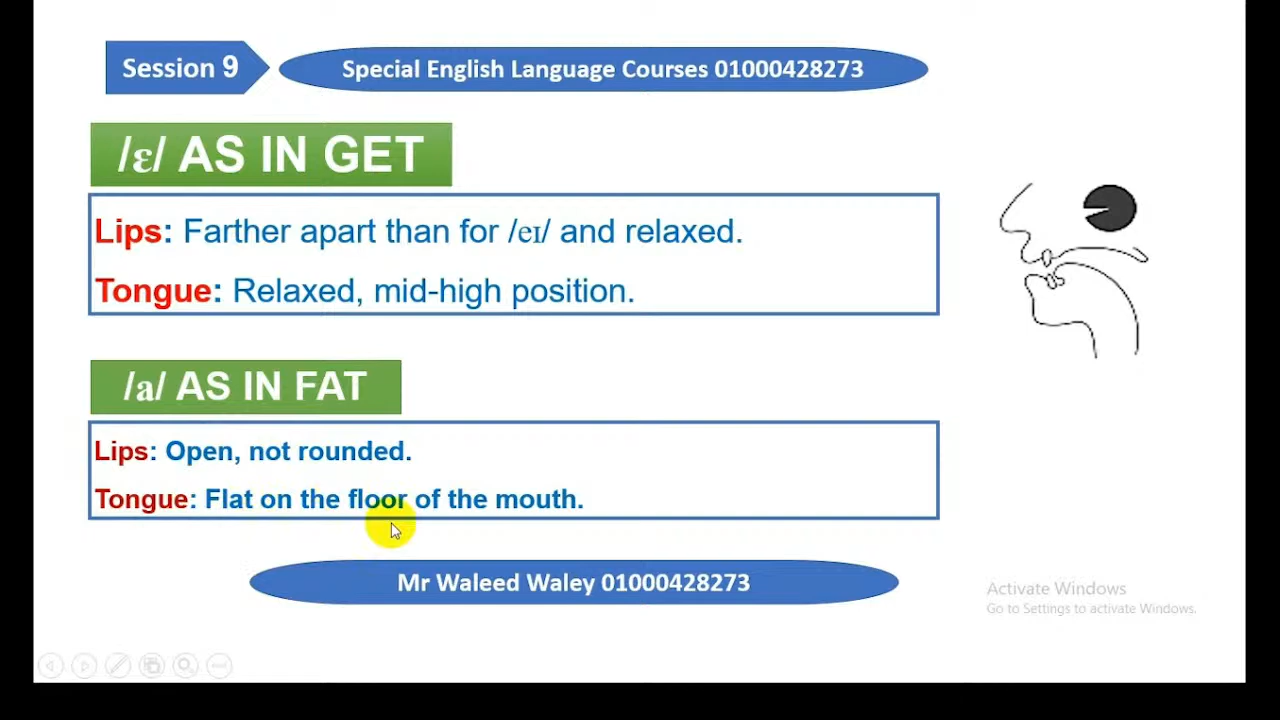 Session 9
Special English Language Courses 01000428273
/ɛ/ AS IN GET
Lips: Farther apart than for /eɪ/ and relaxed.
Tongue: Relaxed, mid-high position.
/a/ AS IN FAT
Lips: Open, not rounded.
Tongue: Flat on the floor of the mouth.
Mr Waleed Waley 01000428273
Activate Windows
Go to Settings to activate Windows.